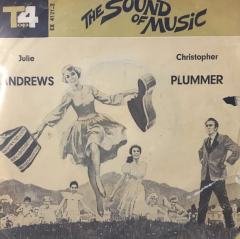 T4
THE SOUND
OF MUSIC
Julie Christopher
ANDREWS PLUMMER